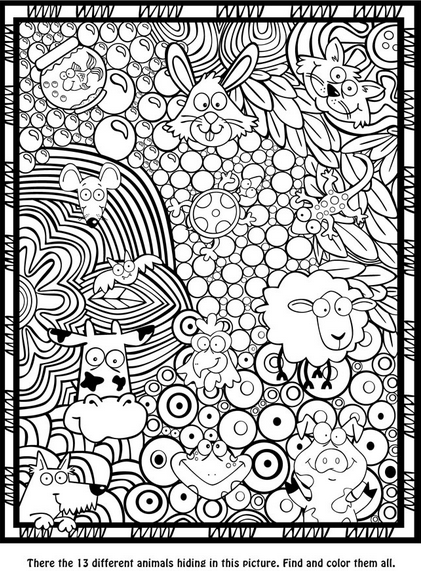 There the 13 different animals hiding in this picture. Find and color them all.